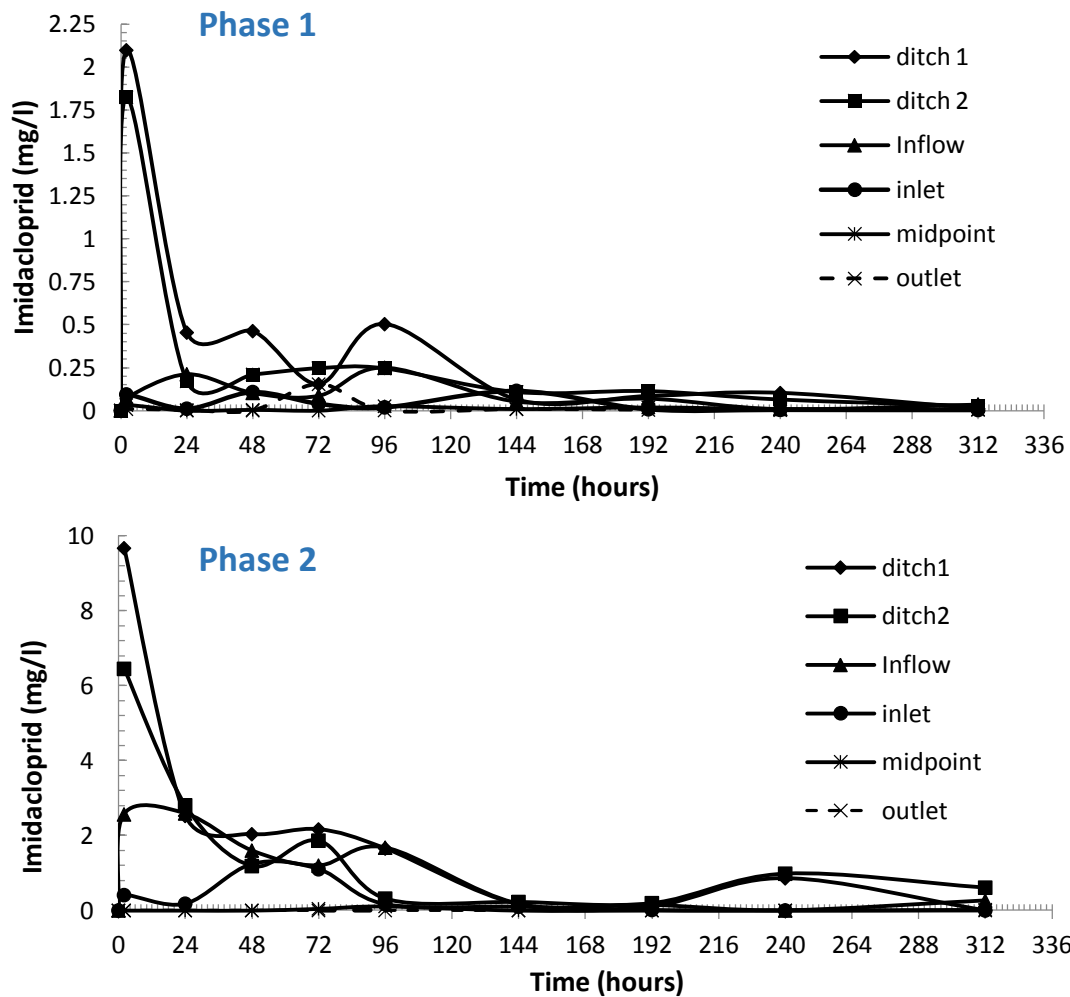 Phase 1
Imidacloprid (mg/l)
2.25
2
1.75
1.5
1.25
1
0.75
0.5
0.25
0
0 24 48 72 96 120 144 168 192 216 240 264 288 312 336
Time (hours)
ditch 1
ditch 2
Inflow
inlet
midpoint
outlet
Phase 2
Imidacloprid (mg/l)
10
8
6
4
2
0
0 24 48 72 96 120 144 168 192 216 240 264 288 312 336
Time (hours)
ditch1
ditch2
Inflow
inlet
midpoint
outlet